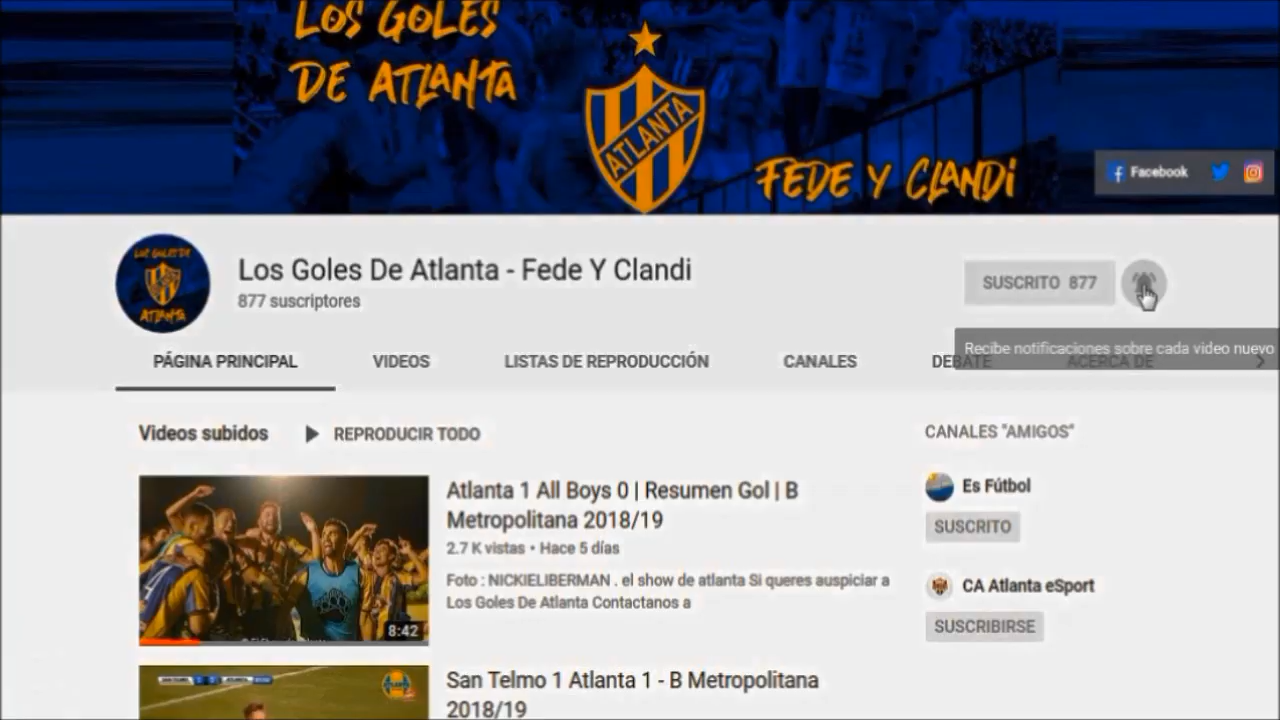 LOS GOLES
DE ATLANTA
ATLANTA
FEDE Y CLANDI
Facebook
LOS GOLES DE
ATLANTA
Los Goles De Atlanta - Fede Y Clandi
877 suscriptores
SUSCRITO 877
Recibe notificaciones sobre cada video nuevo
PÁGINA PRINCIPAL
VIDEOS
LISTAS DE REPRODUCCIÓN
CANALES
DEBATE
ACERCA DE
Videos subidos
REPRODUCIR TODO
Atlanta 1 All Boys 0 | Resumen Gol | B
Metropolitana 2018/19
2.7 K vistas • Hace 5 días
Foto : NICKIELIBERMAN . el show de atlanta Si queres auspiciar a
Los Goles De Atlanta Contactanos a
8:42
San Telmo 1 Atlanta 1 - B Metropolitana
2018/19
CANALES "AMIGOS"
Es Fútbol
SUSCRITO
CA Atlanta eSport
SUSCRIBIRSE